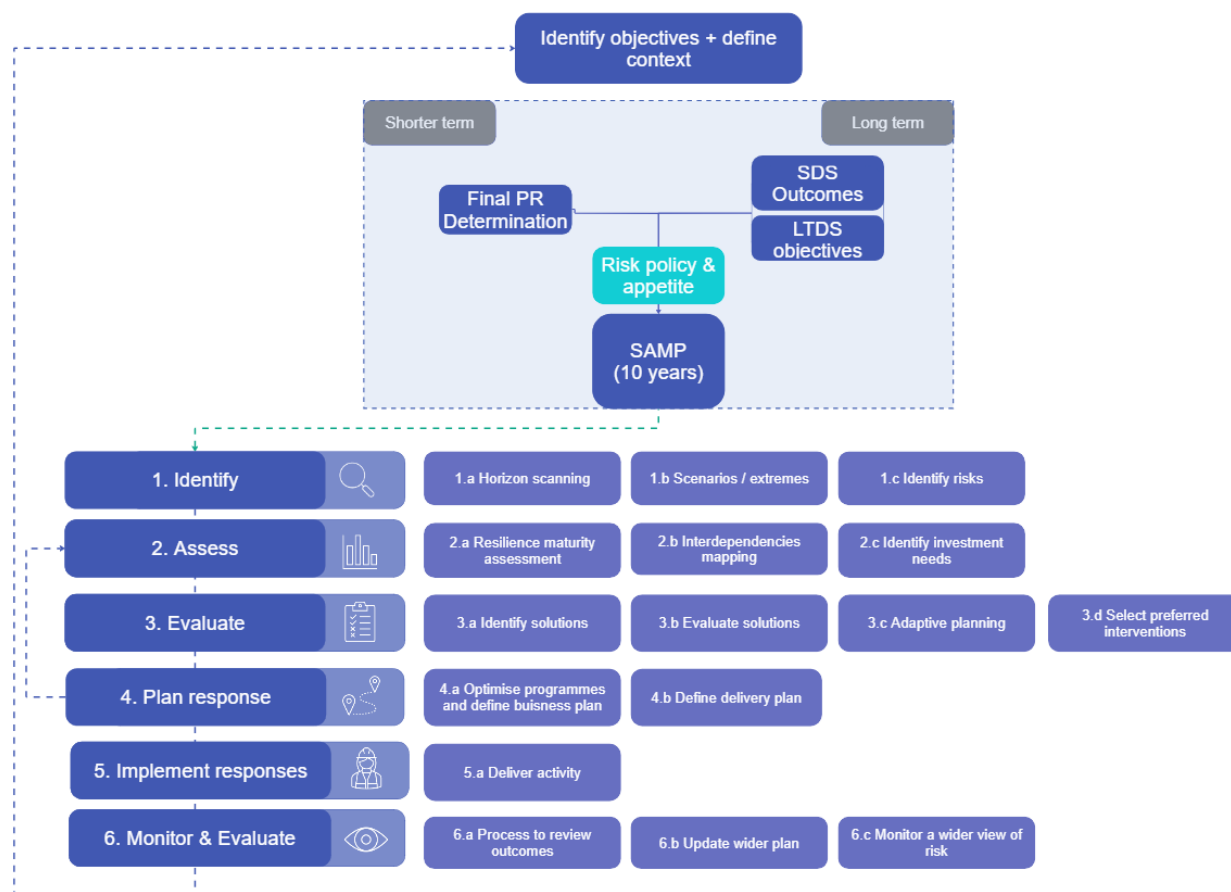 Identify objectives + define
context
Shorter term
Long term
SDS
Outcomes
Final PR
Determination
LTDS
objectives
Risk policy &
appetite
SAMP
(10 years)
1. Identify
1.a Horizon scanning
1.b Scenarios / extremes
1.c Identify risks
2. Assess
2.a Resilience maturity
assessment
2.b Interdependencies
mapping
2.c Identify investment
needs
3. Evaluate
3.a Identify solutions
3.b Evaluate solutions
3.c Adaptive planning
3.d Select preferred
interventions
4. Plan response
4.a Optimise programmes
and define buisness plan
4.b Define delivery plan
5. Implement responses
5.a Deliver activity
6. Monitor & Evaluate
6.a Process to review
outcomes
6.b Update wider plan
6.c Monitor a wider view of
risk